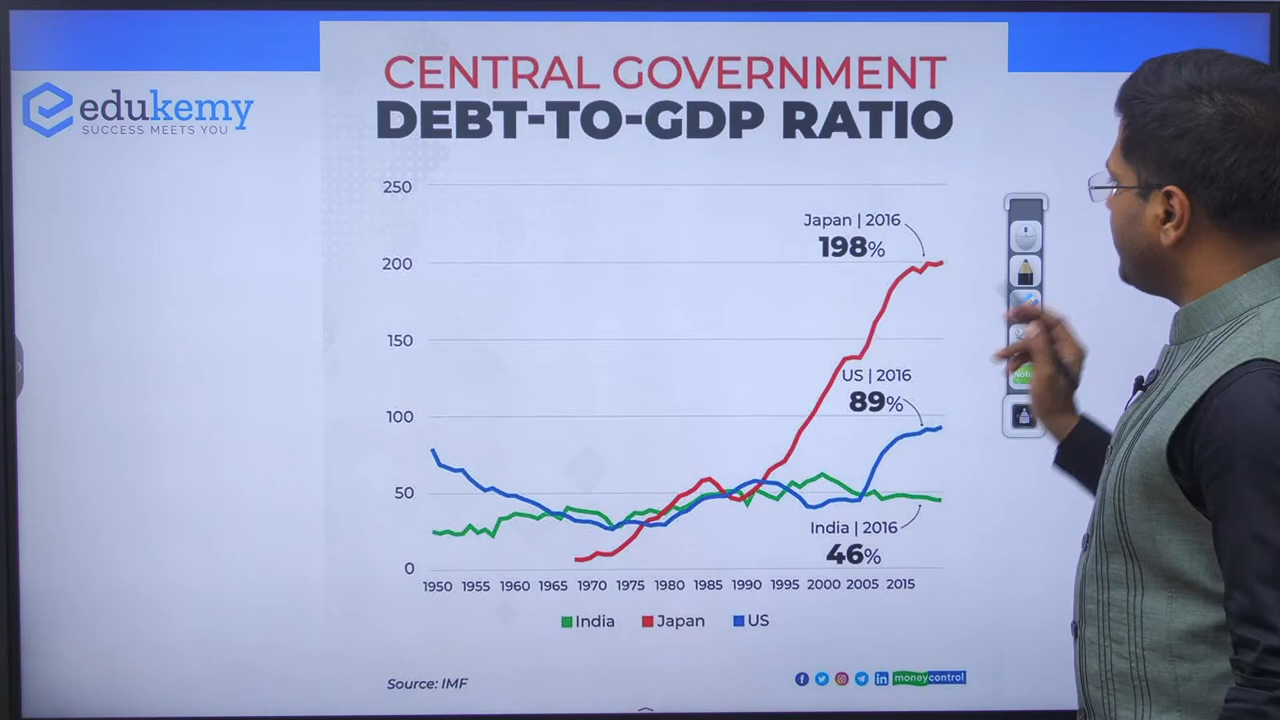 edukemy
SUCCESS MEETS YOU
CENTRAL GOVERNMENT
DEBT-TO-GDP RATIO
250
200
150
100
50
0
Japan | 2016
198%
US | 2016
89%
India | 2016
46%
1950 1955 1960 1965 1970 1975 1980 1985 1990 1995 2000 2005 2015
India Japan US
Source: IMF
moneycontrol
Note